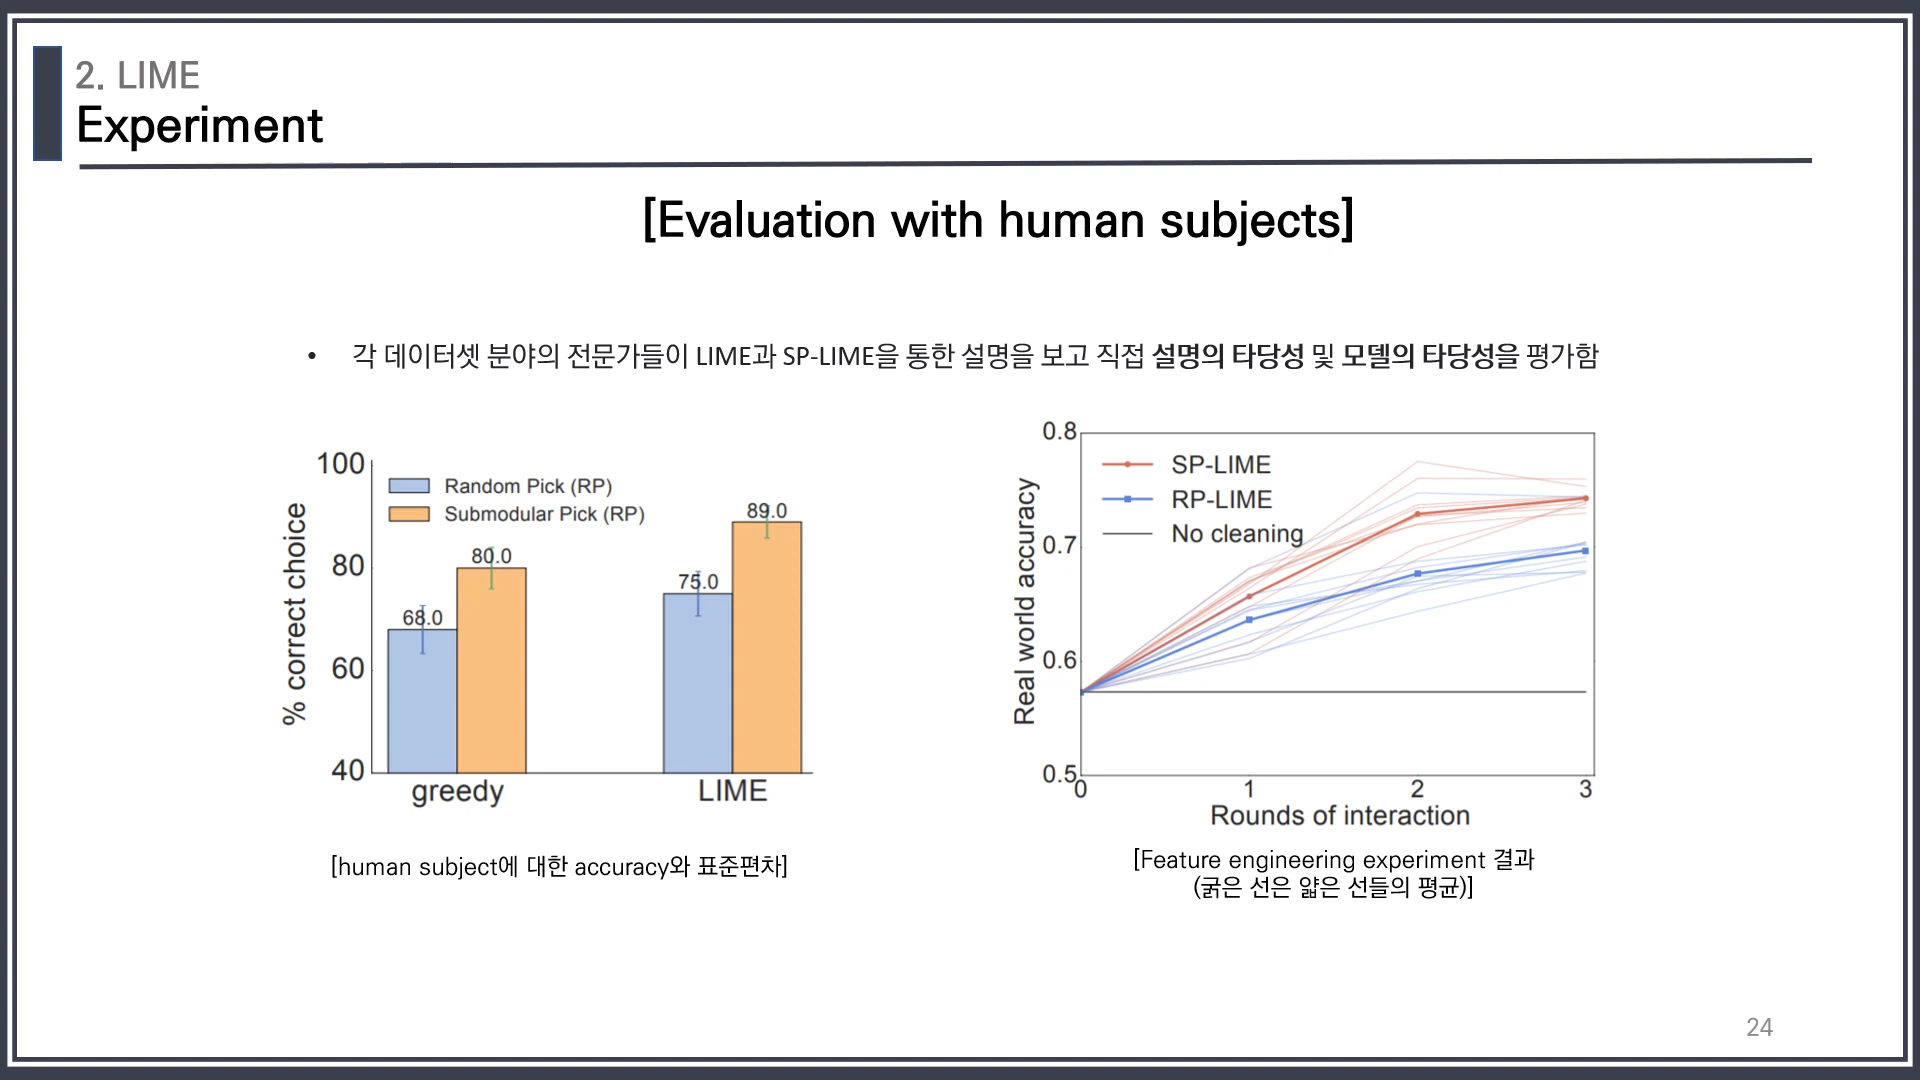 2. LIME
Experiment
[Evaluation with human subjects]
• 각 데이터셋 분야의 전문가들이 LIME과 SP-LIME을 통한 설명을 보고 직접 설명의 타당성 및 모델의 타당성을 평가함
100
80
60
40
% correct choice
Random Pick (RP)
Submodular Pick (RP)
68.0
80.0
75.0
89.0
greedy
LIME
[human subject에 대한 accuracy와 표준편차]
0.8
0.7
0.6
0.5
Real world accuracy
SP-LIME
RP-LIME
No cleaning
0
1
2
3
Rounds of interaction
[Feature engineering experiment 결과
(굵은 선은 얇은 선들의 평균)]
24